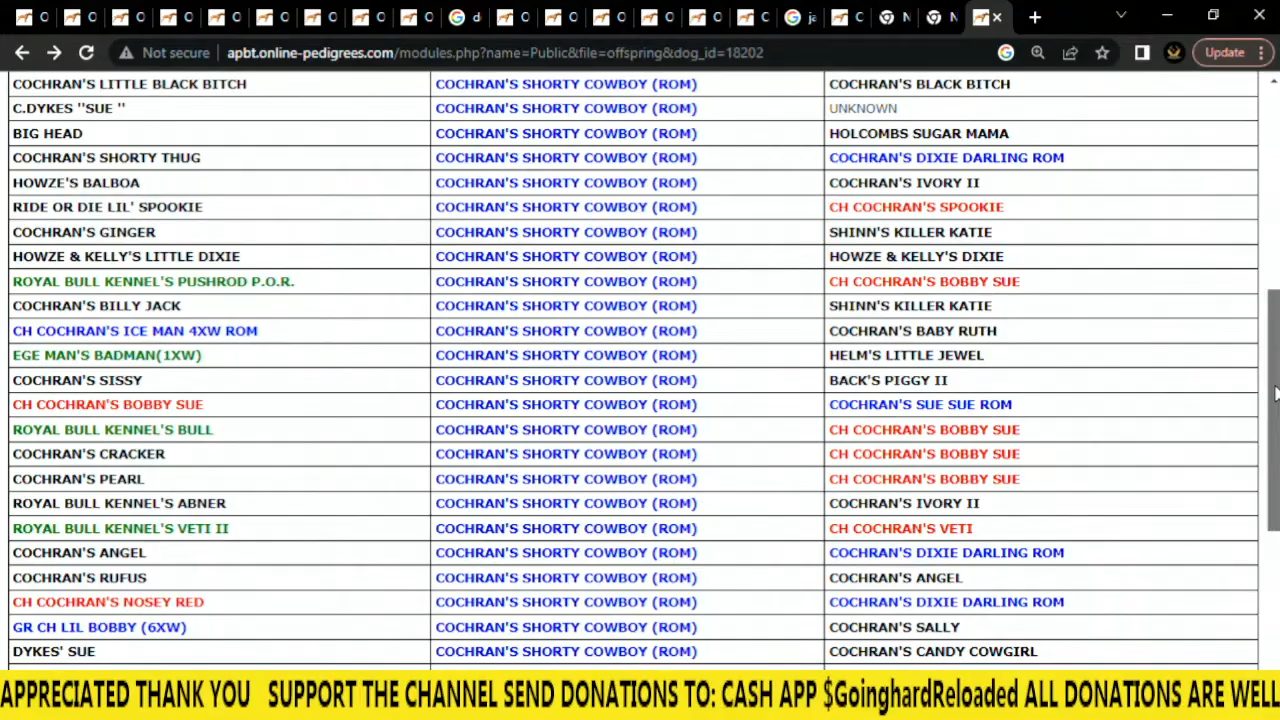 Not secure apbt.online-pedigrees.com/modules.php?name=Public&file=offspring&dog_id=18202 Update
COCHRAN'S LITTLE BLACK BITCH COCHRAN'S SHORTY COWBOY (ROM) COCHRAN'S BLACK BITCH
C.DYKES "SUE " COCHRAN'S SHORTY COWBOY (ROM) UNKNOWN
BIG HEAD COCHRAN'S SHORTY COWBOY (ROM) HOLCOMBS SUGAR MAMA
COCHRAN'S SHORTY THUG COCHRAN'S SHORTY COWBOY (ROM) COCHRAN'S DIXIE DARLING ROM
HOWZE'S BALBOA COCHRAN'S SHORTY COWBOY (ROM) COCHRAN'S IVORY II
RIDE OR DIE LIL' SPOOKIE COCHRAN'S SHORTY COWBOY (ROM) CH COCHRAN'S SPOOKIE
COCHRAN'S GINGER COCHRAN'S SHORTY COWBOY (ROM) SHINN'S KILLER KATIE
HOWZE & KELLY'S LITTLE DIXIE COCHRAN'S SHORTY COWBOY (ROM) HOWZE & KELLY'S DIXIE
ROYAL BULL KENNEL'S PUSHROD P.O.R. COCHRAN'S SHORTY COWBOY (ROM) CH COCHRAN'S BOBBY SUE
COCHRAN'S BILLY JACK COCHRAN'S SHORTY COWBOY (ROM) SHINN'S KILLER KATIE
CH COCHRAN'S ICE MAN 4XW ROM COCHRAN'S SHORTY COWBOY (ROM) COCHRAN'S BABY RUTH
EGE MAN'S BADMAN(1XW) COCHRAN'S SHORTY COWBOY (ROM) HELM'S LITTLE JEWEL
COCHRAN'S SISSY COCHRAN'S SHORTY COWBOY (ROM) BACK'S PIGGY II
CH COCHRAN'S BOBBY SUE COCHRAN'S SHORTY COWBOY (ROM) COCHRAN'S SUE SUE ROM
ROYAL BULL KENNEL'S BULL COCHRAN'S SHORTY COWBOY (ROM) CH COCHRAN'S BOBBY SUE
COCHRAN'S CRACKER COCHRAN'S SHORTY COWBOY (ROM) CH COCHRAN'S BOBBY SUE
COCHRAN'S PEARL COCHRAN'S SHORTY COWBOY (ROM) CH COCHRAN'S BOBBY SUE
ROYAL BULL KENNEL'S ABNER COCHRAN'S SHORTY COWBOY (ROM) COCHRAN'S IVORY II
ROYAL BULL KENNEL'S VETI II COCHRAN'S SHORTY COWBOY (ROM) CH COCHRAN'S VETI
COCHRAN'S ANGEL COCHRAN'S SHORTY COWBOY (ROM) COCHRAN'S DIXIE DARLING ROM
COCHRAN'S RUFUS COCHRAN'S SHORTY COWBOY (ROM) COCHRAN'S ANGEL
CH COCHRAN'S NOSEY RED COCHRAN'S SHORTY COWBOY (ROM) COCHRAN'S DIXIE DARLING ROM
GR CH LIL BOBBY (6XW) COCHRAN'S SHORTY COWBOY (ROM) COCHRAN'S SALLY
DYKES' SUE COCHRAN'S SHORTY COWBOY (ROM) COCHRAN'S CANDY COWGIRL
APPRECIATED THANK YOU SUPPORT THE CHANNEL SEND DONATIONS TO: CASH APP $GoinghardReloaded ALL DONATIONS ARE WELL